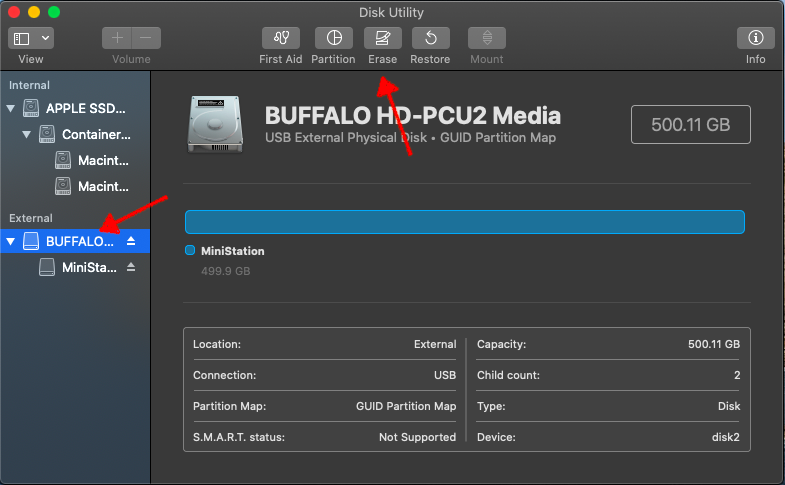 Disk Utility
View
Volume
First Aid
Partition
Erase
Restore
Mount
Info
Internal
APPLE SSD...
Container...
Macint...
Macint...
External
BUFFALO...
MiniSta...
BUFFALO HD-PCU2 Media
USB External Physical Disk • GUID Partition Map
500.11 GB
MiniStation
499.9 GB
Location: External
Connection: USB
Partition Map: GUID Partition Map
S.M.A.R.T. status: Not Supported
Capacity: 500.11 GB
Child count: 2
Type: Disk
Device: disk2